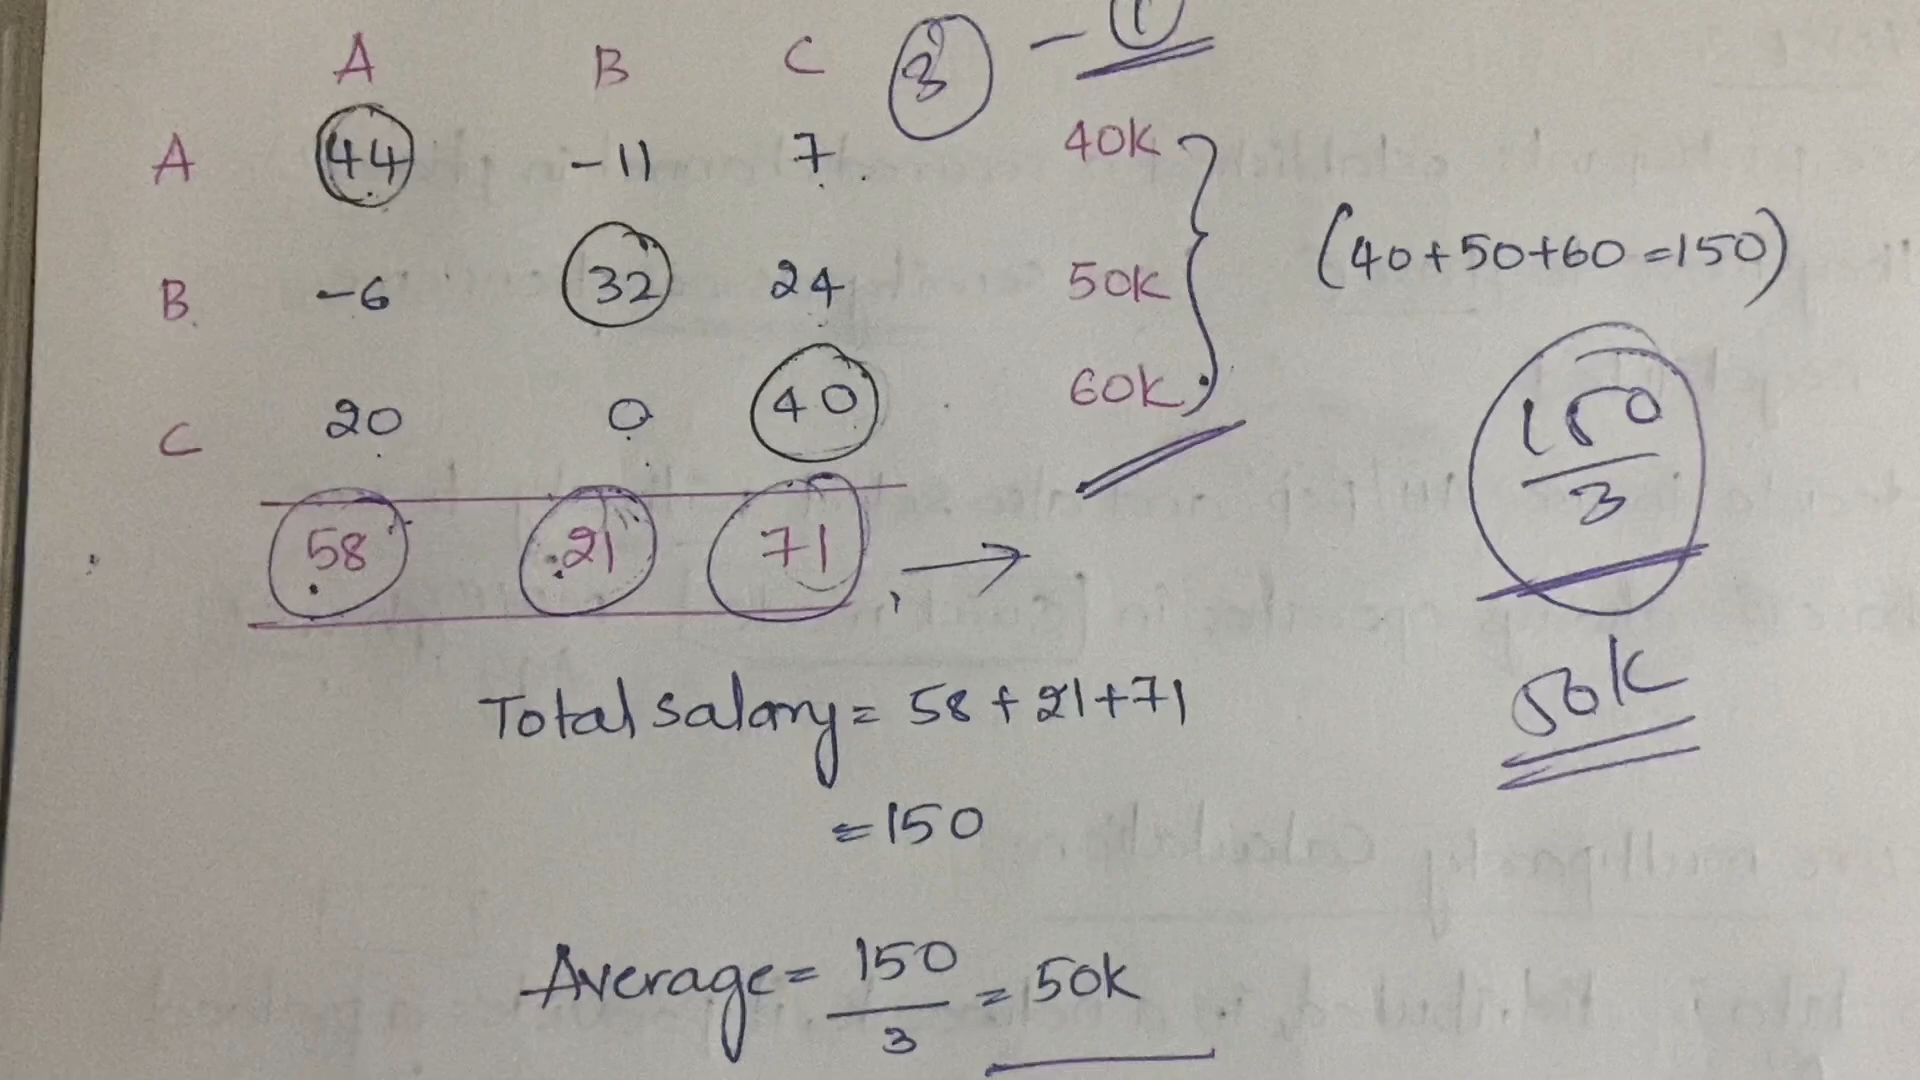 A B C 3 - 1
A 44 -11 7 40K
B -6 32 24 50K (40+50+60=150)
C 20 0 40 60K
150
3
58 21 71 →
50K
Total salary = 58+21+71
=150
Average = 150 = 50K
3